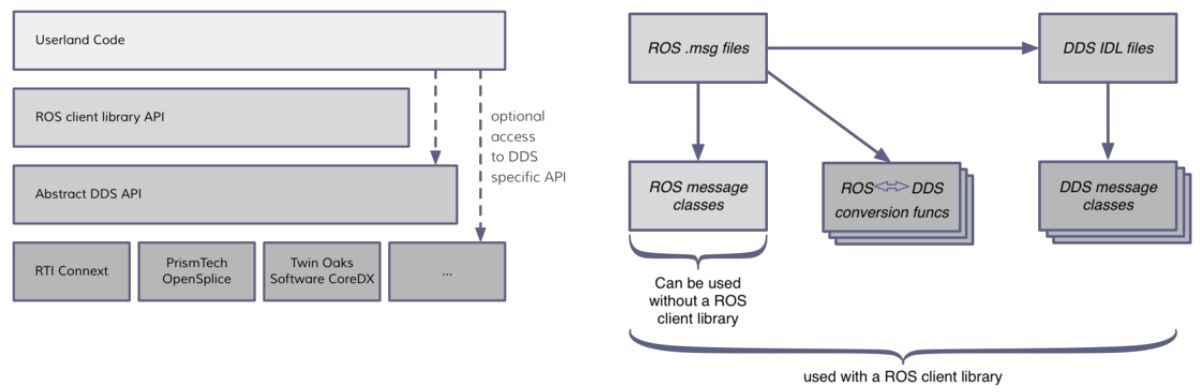 Userland Code
ROS client library API
optional
access
to DDS
specific API
Abstract DDS API
RTI Connext
PrismTech
OpenSplice
Twin Oaks
Software CoreDX
...
ROS .msg files
DDS IDL files
ROS message
classes
ROS DDS
conversion funcs
DDS message
classes
Can be used
without a ROS
client library
used with a ROS client library